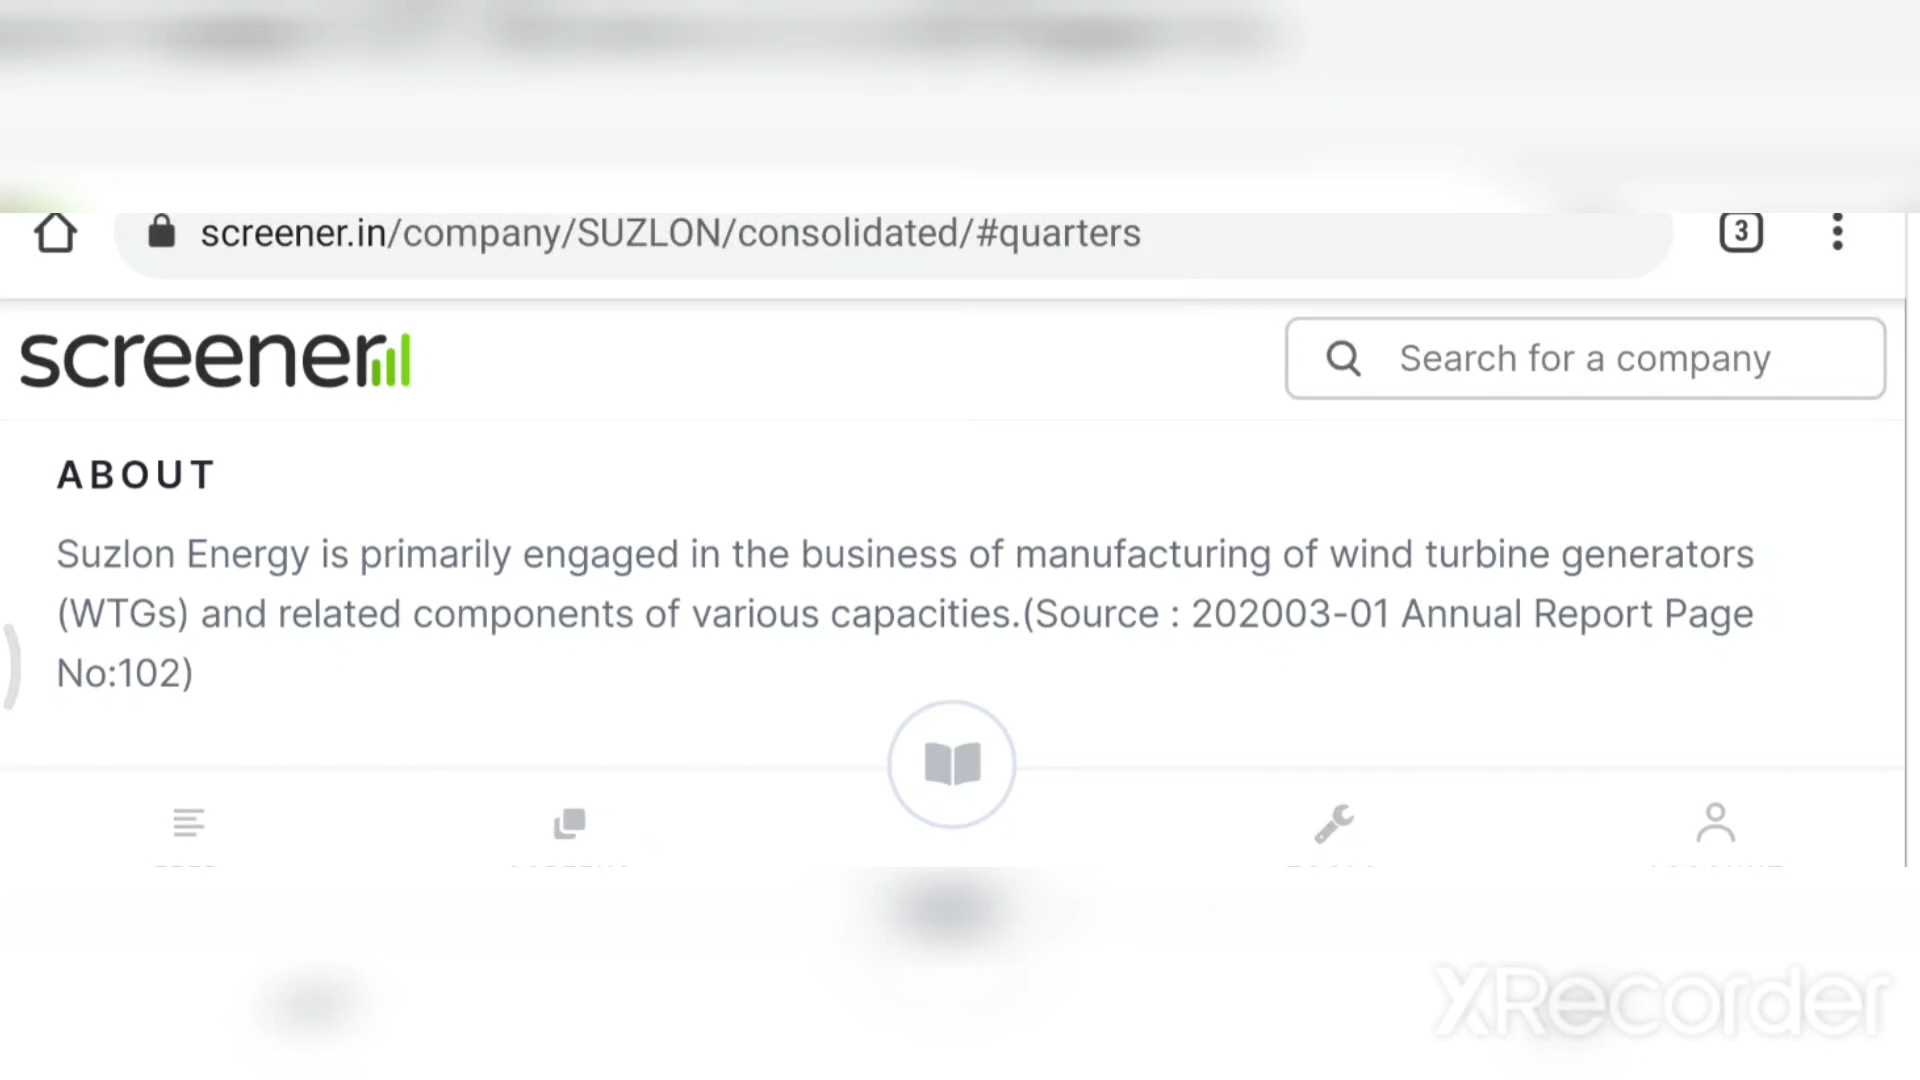 screener.in/company/SUZLON/consolidated/#quarters
3
screener
Search for a company
ABOUT
Suzlon Energy is primarily engaged in the business of manufacturing of wind turbine generators
(WTGs) and related components of various capacities.(Source : 202003-01 Annual Report Page
No:102)
XRecorder